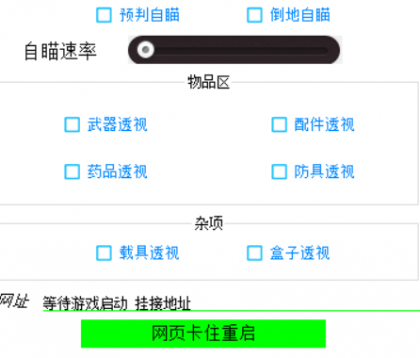 预判自瞄 倒地自瞄
自瞄速率
物品区
武器透视 配件透视
药品透视 防具透视
杂项
载具透视 盒子透视
网址 等待游戏启动 挂接地址
网页卡住重启